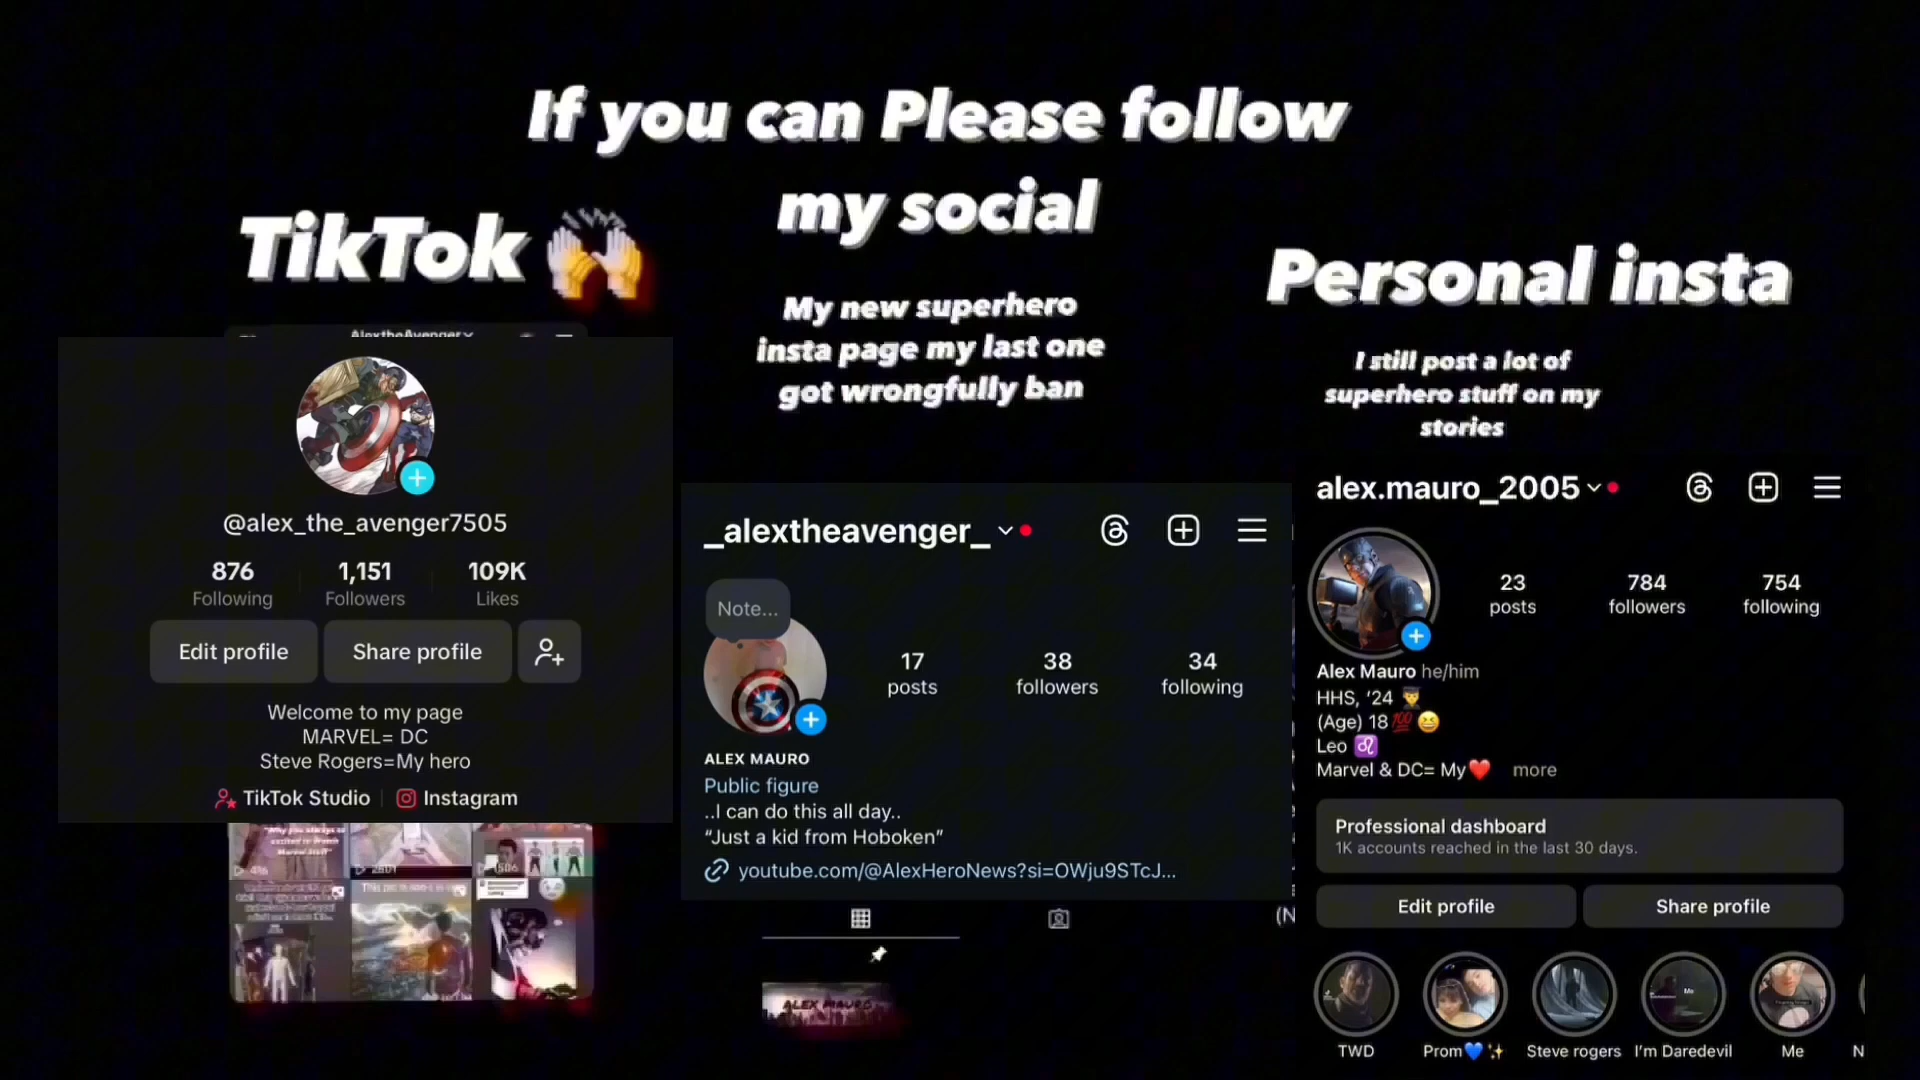 If you can Please follow
my social
TikTok 🙌
AlextheAvenger
@alex_the_avenger7505
876
Following
1,151
Followers
109K
Likes
Edit profile
Share profile
Welcome to my page
MARVEL= DC
Steve Rogers=My hero
TikTok Studio
Instagram
My new superhero
insta page my last one
got wrongfully ban
_alextheavenger_
Note...
17
posts
38
followers
34
following
ALEX MAURO
Public figure
..I can do this all day..
“Just a kid from Hoboken”
youtube.com/@AlexHeroNews?si=OWju9STcJ...
(N
ALEX MAURO
Personal insta
I still post a lot of
superhero stuff on my
stories
alex.mauro_2005
23
posts
784
followers
754
following
Alex Mauro he/him
HHS, ‘24 👨‍🎓
(Age) 18💯😆
Leo ♌
Marvel & DC= My❤️ more
Professional dashboard
1K accounts reached in the last 30 days.
Edit profile
Share profile
TWD
Prom💙✨
Steve rogers
I’m Daredevil
Me
N